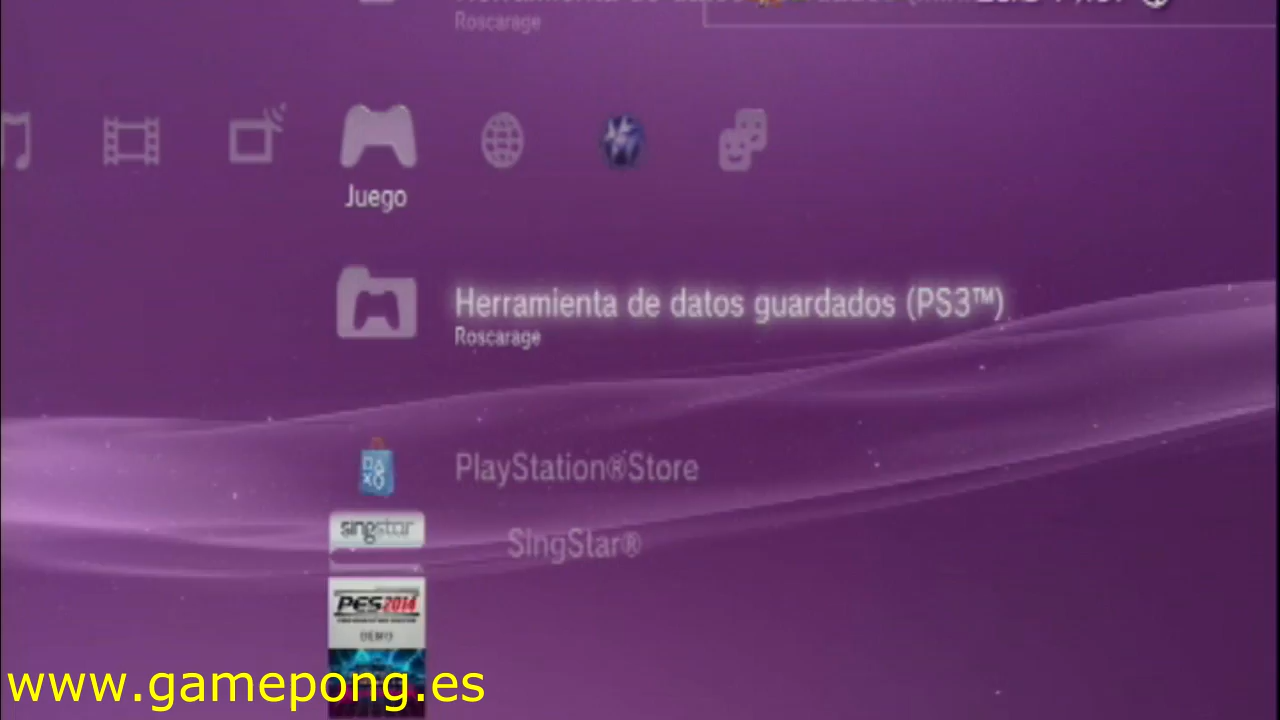 Roscarage
Juego
Herramienta de datos guardados (PS3™)
Roscarage
PlayStation®Store
singstar
SingStar®
PES2014
DEMO
www.gamepong.es